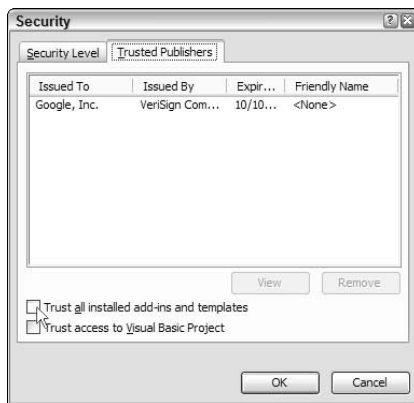 Security
Security Level Trusted Publishers
Issued To Issued By Expir... Friendly Name
Google, Inc. VeriSign Com... 10/10... <None>
View Remove
Trust all installed add-ins and templates
Trust access to Visual Basic Project
OK Cancel